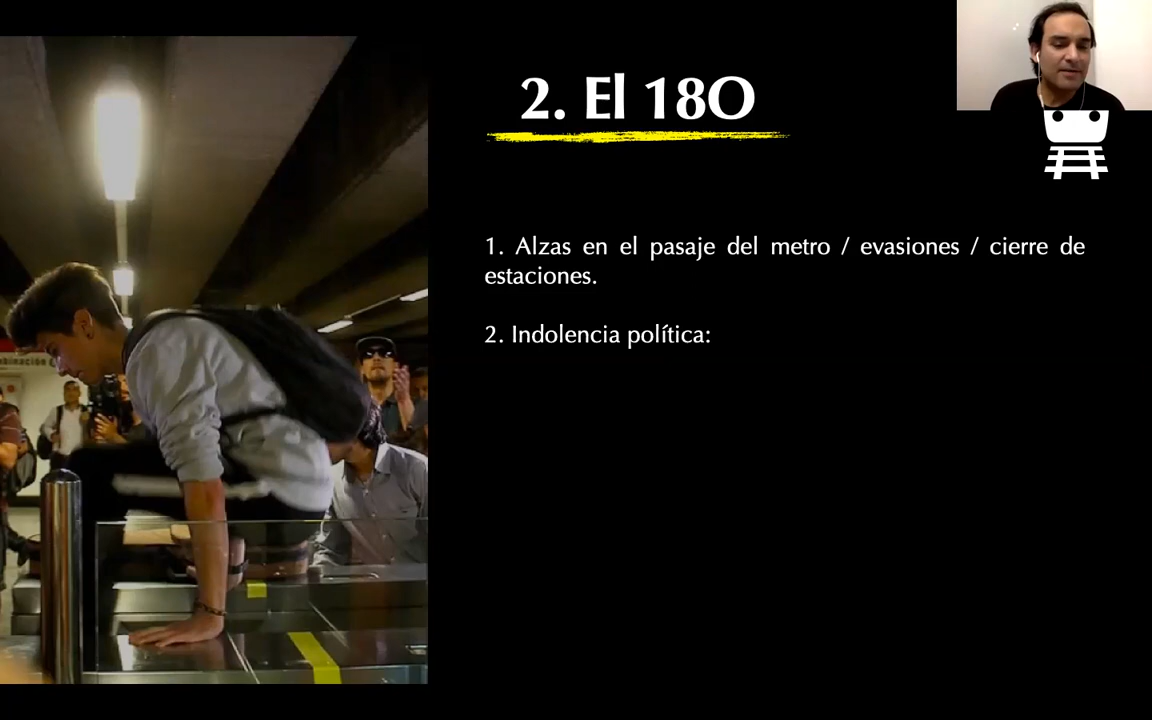 2. El 18O
1. Alzas en el pasaje del metro / evasiones / cierre de
estaciones.
2. Indolencia política: